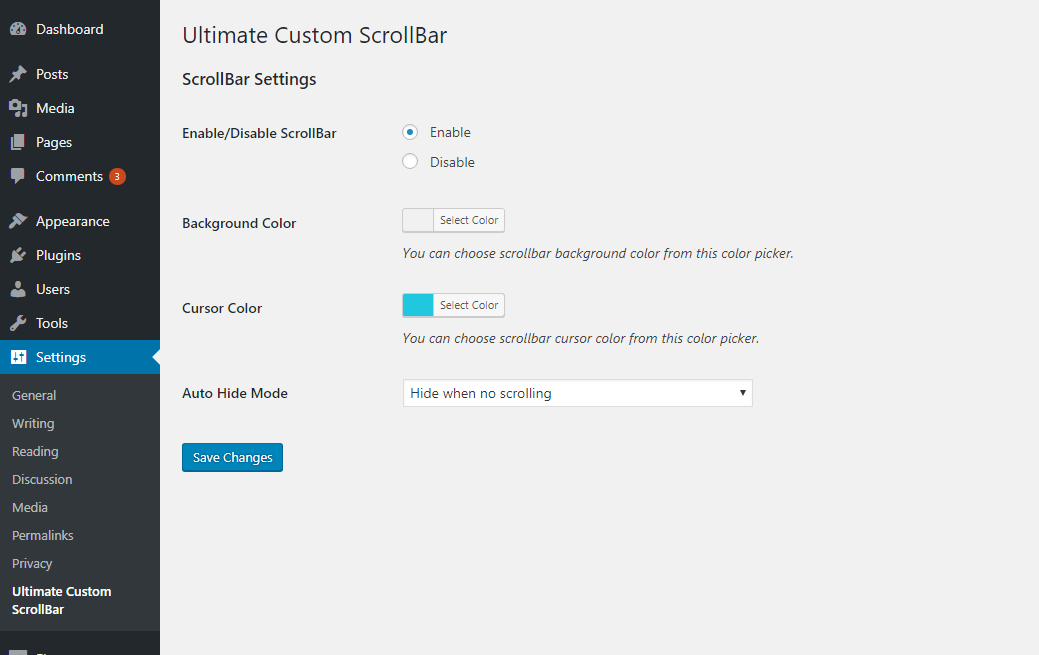 Dashboard
Posts
Media
Pages
Comments 3
Appearance
Plugins
Users
Tools
Settings
General
Writing
Reading
Discussion
Media
Permalinks
Privacy
Ultimate Custom
ScrollBar
Ultimate Custom ScrollBar
ScrollBar Settings
Enable/Disable ScrollBar
Enable
Disable
Background Color
Select Color
You can choose scrollbar background color from this color picker.
Cursor Color
Select Color
You can choose scrollbar cursor color from this color picker.
Auto Hide Mode
Hide when no scrolling
Save Changes